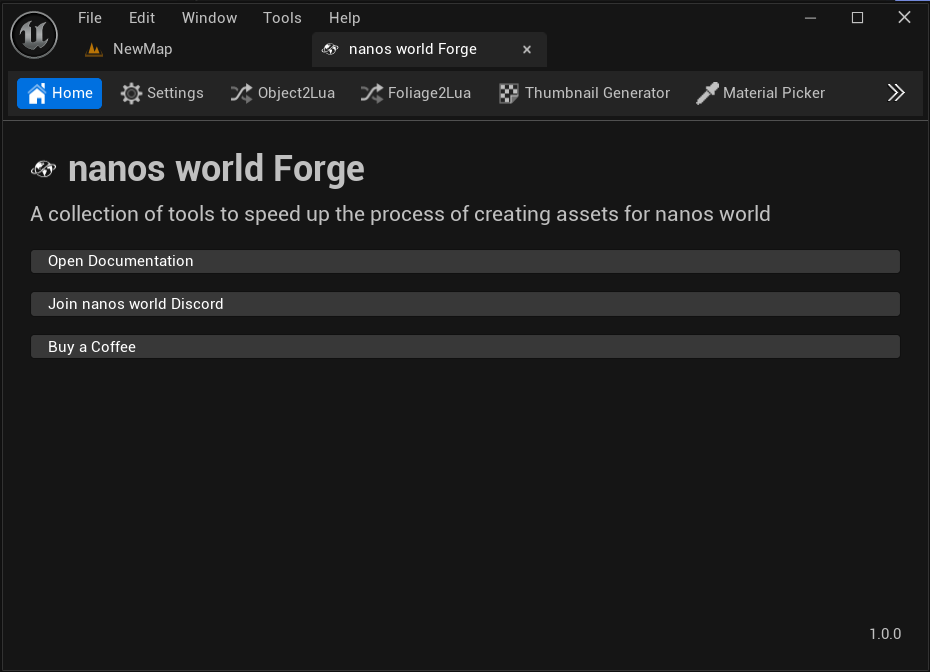 File Edit Window Tools Help
NewMap nanos world Forge
Home Settings Object2Lua Foliage2Lua Thumbnail Generator Material Picker
nanos world Forge
A collection of tools to speed up the process of creating assets for nanos world
Open Documentation
Join nanos world Discord
Buy a Coffee
1.0.0